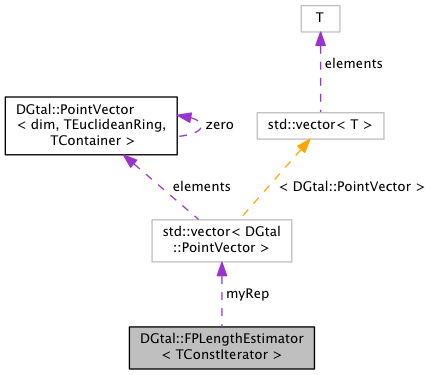 T
elements
DGtal::PointVector
< dim, TEuclideanRing,
TContainer >
zero
std::vector< T >
elements
< DGtal::PointVector >
std::vector< DGtal
::PointVector >
myRep
DGtal::FPLengthEstimator
< TConstIterator >